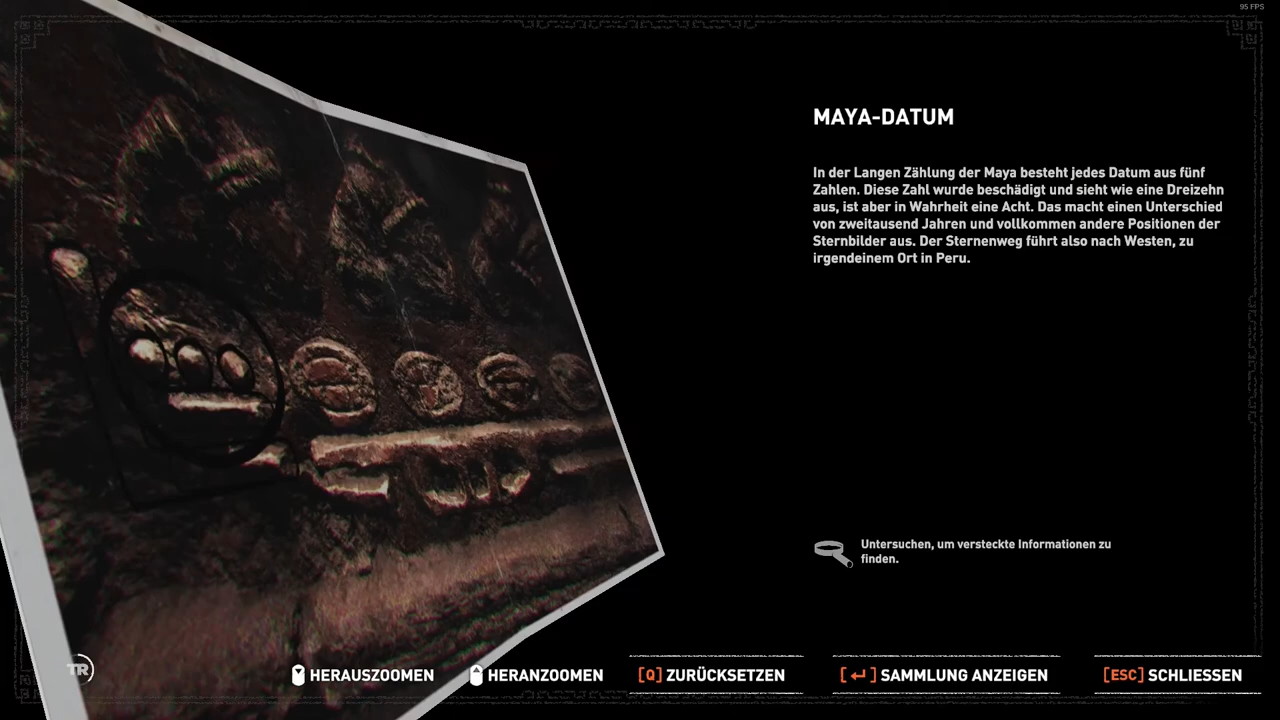 95 FPS
MAYA-DATUM
In der Langen Zählung der Maya besteht jedes Datum aus fünf
Zahlen. Diese Zahl wurde beschädigt und sieht wie eine Dreizehn
aus, ist aber in Wahrheit eine Acht. Das macht einen Unterschied
von zweitausend Jahren und vollkommen andere Positionen der
Sternbilder aus. Der Sternenweg führt also nach Westen, zu
irgendeinem Ort in Peru.
Untersuchen, um versteckte Informationen zu
finden.
TR
HERAUSZOOMEN
HERANZOOMEN
[Q] ZURÜCKSETZEN
[↵] SAMMLUNG ANZEIGEN
[ESC] SCHLIESSEN